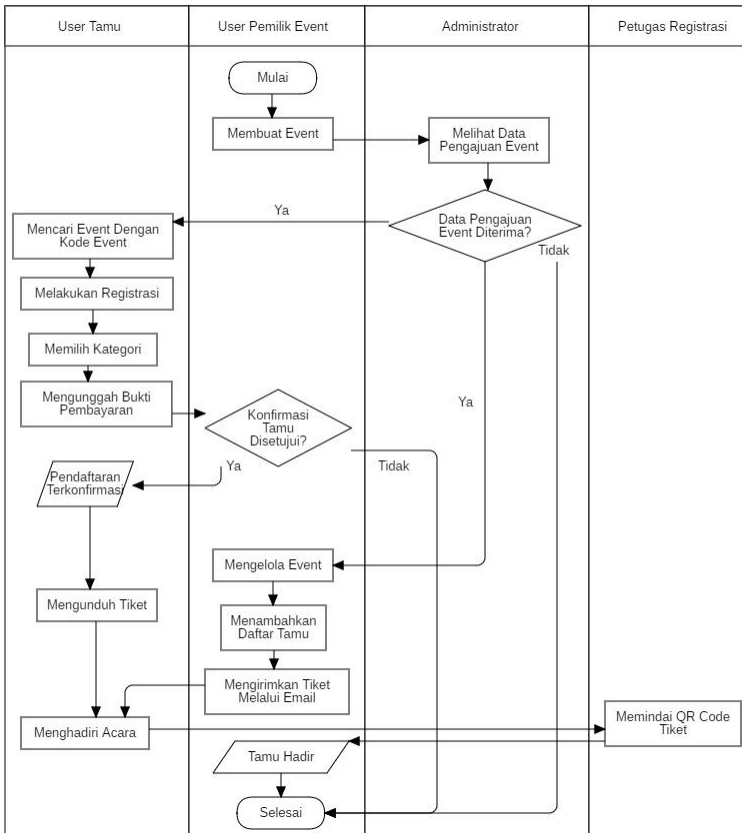 User Tamu
User Pemilik Event
Administrator
Petugas Registrasi
Mulai
Membuat Event
Melihat Data
Pengajuan Event
Data Pengajuan
Event Diterima?
Ya
Tidak
Mencari Event Dengan
Kode Event
Melakukan Registrasi
Memilih Kategori
Mengunggah Bukti
Pembayaran
Konfirmasi
Tamu
Disetujui?
Ya
Ya
Tidak
Pendaftaran
Terkonfirmasi
Mengelola Event
Mengunduh Tiket
Menambahkan
Daftar Tamu
Mengirimkan Tiket
Melalui Email
Menghadiri Acara
Memindai QR Code
Tiket
Tamu Hadir
Selesai